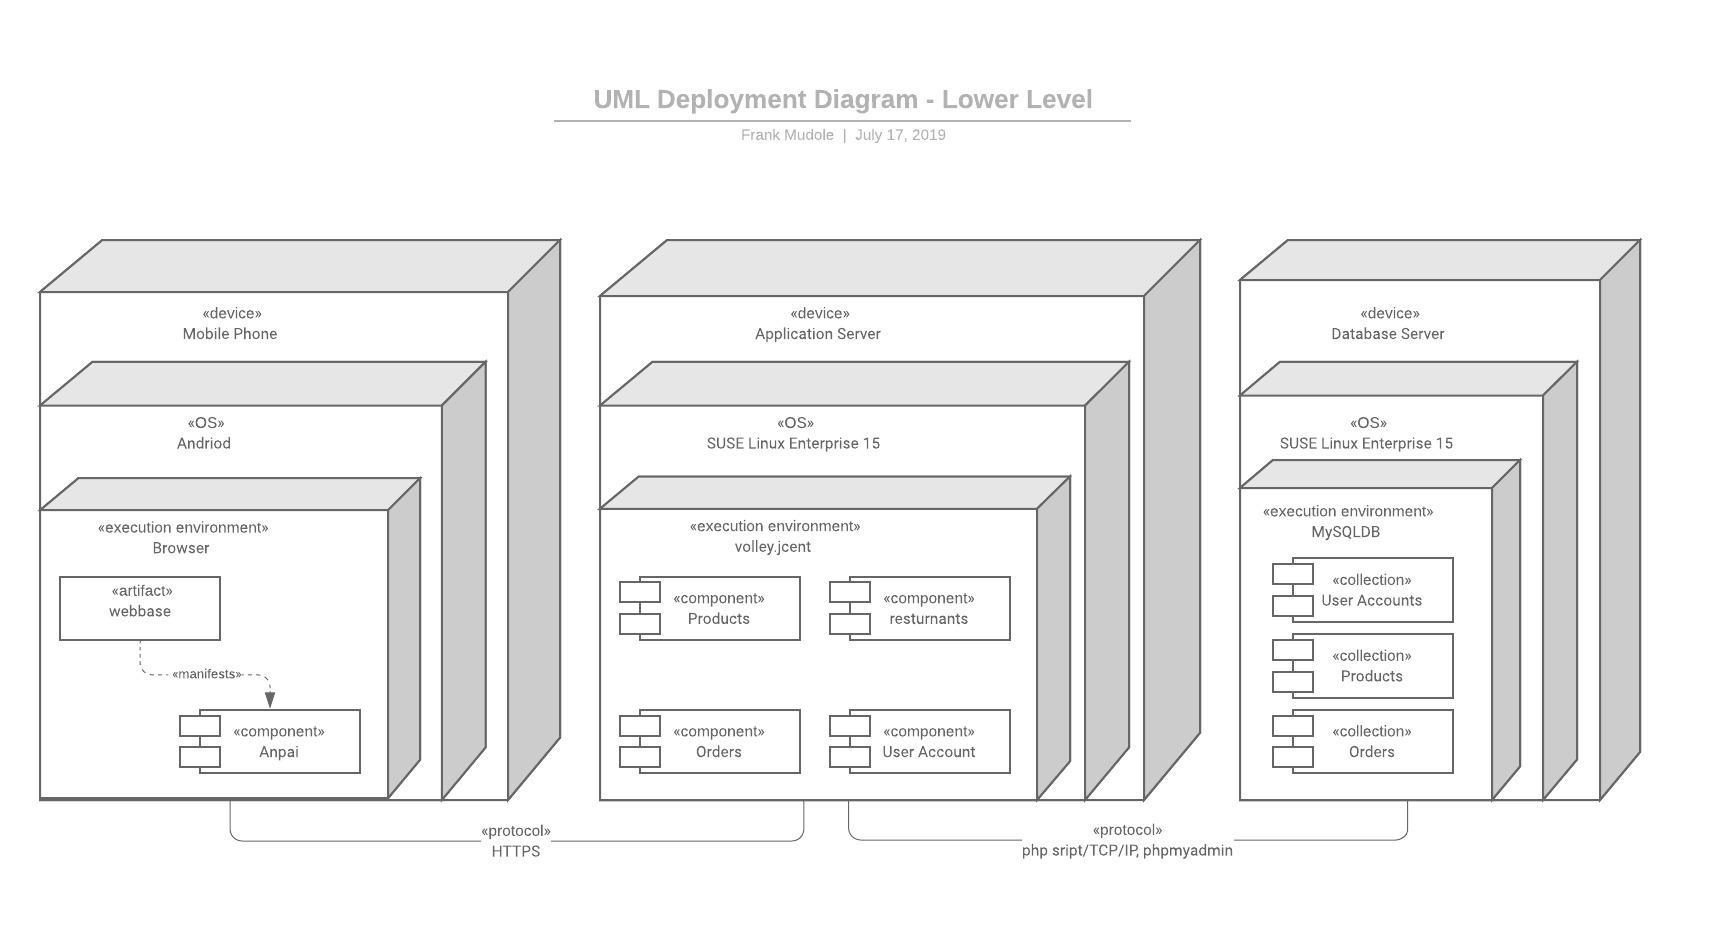 UML Deployment Diagram - Lower Level
Frank Mudole | July 17, 2019
«device»
Mobile Phone
«OS»
Andriod
«execution environment»
Browser
«artifact»
webbase
«manifests»
«component»
Anpai
«device»
Application Server
«OS»
SUSE Linux Enterprise 15
«execution environment»
volley.jcent
«component»
Products
«component»
resturnants
«component»
Orders
«component»
User Account
«device»
Database Server
«OS»
SUSE Linux Enterprise 15
«execution environment»
MySQLDB
«collection»
User Accounts
«collection»
Products
«collection»
Orders
«protocol»
HTTPS
«protocol»
php sript/TCP/IP, phpmyadmin